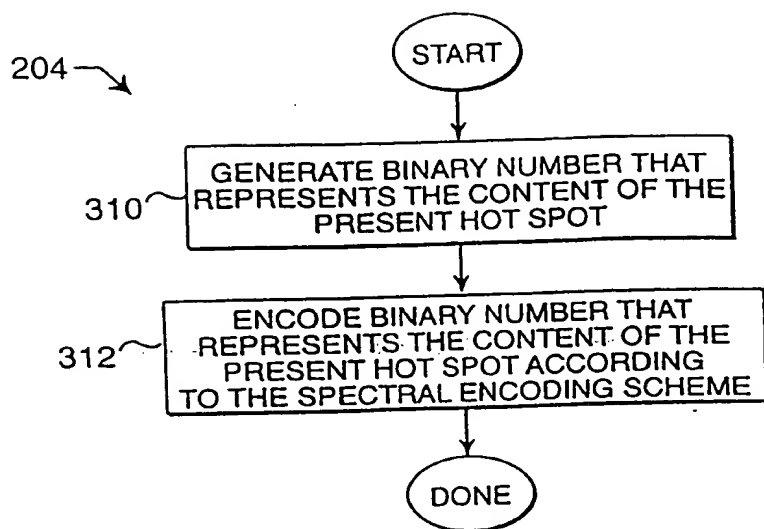 START
204
GENERATE BINARY NUMBER THAT
REPRESENTS THE CONTENT OF THE
PRESENT HOT SPOT
310
ENCODE BINARY NUMBER THAT
REPRESENTS THE CONTENT OF THE
PRESENT HOT SPOT ACCORDING
TO THE SPECTRAL ENCODING SCHEME
312
DONE